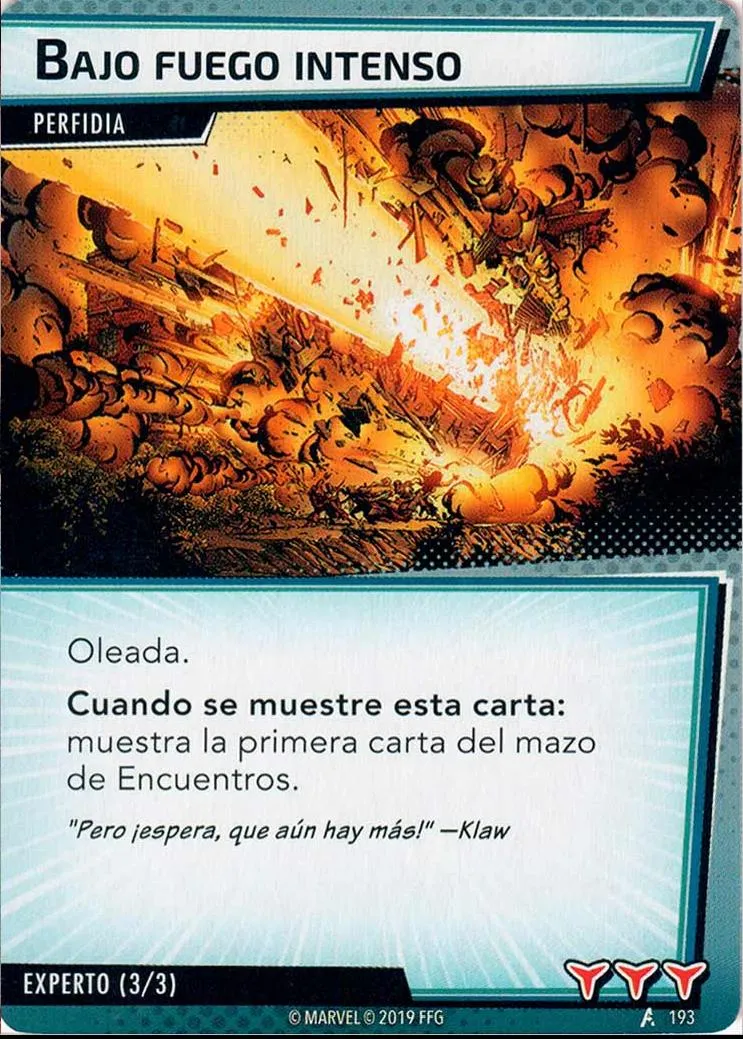 BAJO FUEGO INTENSO
PERFIDIA
Oleada.
Cuando se muestre esta carta:
muestra la primera carta del mazo
de Encuentros.
"Pero ¡espera, que aún hay más!" —Klaw
EXPERTO (3/3)
© MARVEL © 2019 FFG
193